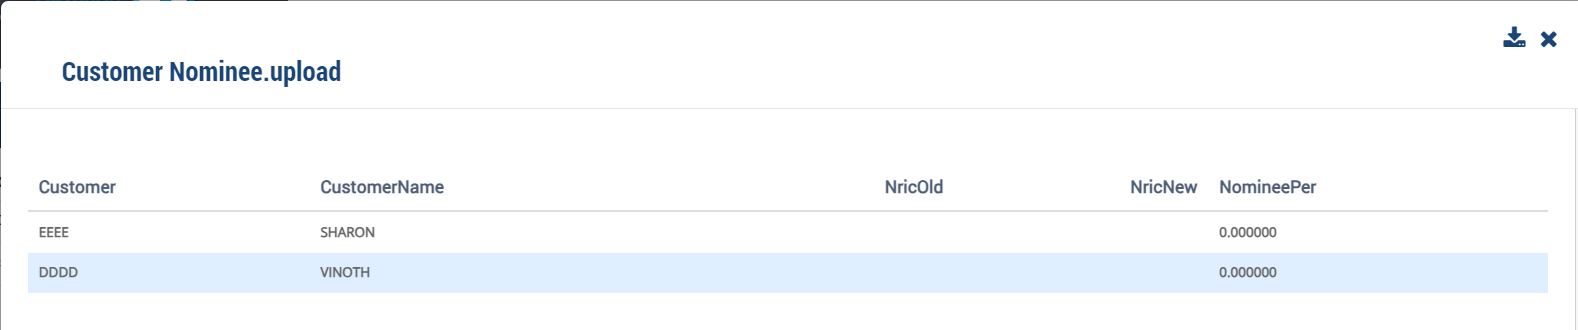 Customer Nominee.upload
Customer CustomerName NricOld NricNew NomineePer
EEEE SHARON 0.000000
DDDD VINOTH 0.000000